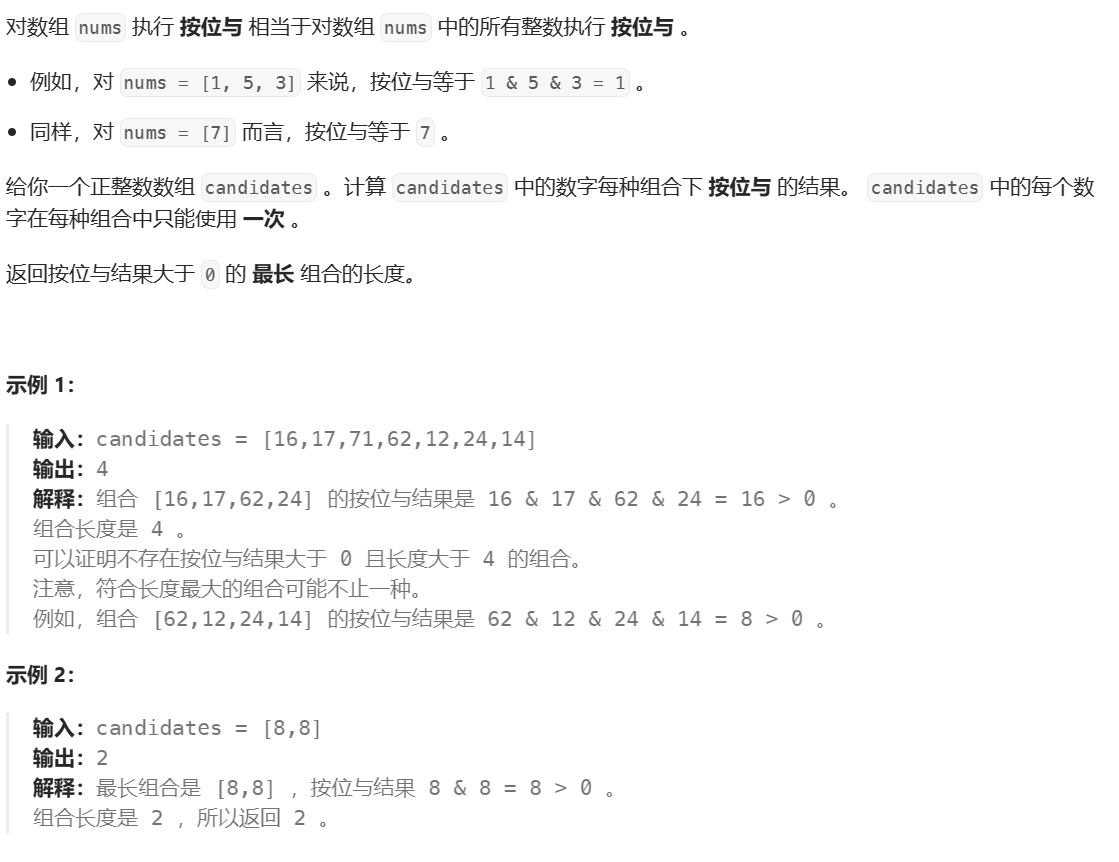 对数组 nums 执行 按位与 相当于对数组 nums 中的所有整数执行 按位与 。
• 例如，对 nums = [1, 5, 3] 来说，按位与等于 1 & 5 & 3 = 1 。
• 同样，对 nums = [7] 而言，按位与等于 7 。
给你一个正整数数组 candidates 。计算 candidates 中的数字每种组合下 按位与 的结果。 candidates 中的每个数
字在每种组合中只能使用 一次 。
返回按位与结果大于 0 的 最长 组合的长度。
示例 1：
输入：candidates = [16,17,71,62,12,24,14]
输出：4
解释：组合 [16,17,62,24] 的按位与结果是 16 & 17 & 62 & 24 = 16 > 0 。
组合长度是 4 。
可以证明不存在按位与结果大于 0 且长度大于 4 的组合。
注意，符合长度最大的组合可能不止一种。
例如，组合 [62,12,24,14] 的按位与结果是 62 & 12 & 24 & 14 = 8 > 0 。
示例 2：
输入：candidates = [8,8]
输出：2
解释：最长组合是 [8,8] ，按位与结果 8 & 8 = 8 > 0 。
组合长度是 2 ，所以返回 2 。